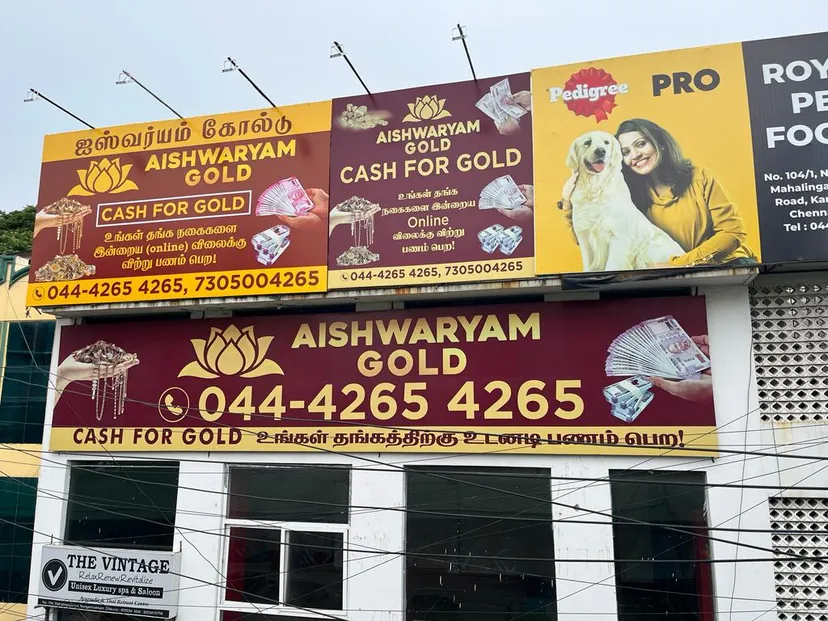 ஐஸ்வர்யம் கோல்டு
AISHWARYAM
GOLD
CASH FOR GOLD
உங்கள் தங்க நகைகளை
இன்றைய (online) விலைக்கு
விற்று பணம் பெற!
044-4265 4265, 7305004265
AISHWARYAM
GOLD
CASH FOR GOLD
உங்கள் தங்க
நகைகளை இன்றைய
Online
விலைக்கு விற்று
பணம் பெற!
044-4265 4265, 7305004265
Pedigree PRO
ROY
PE
FOO
No. 104/1, N
Mahalinga
Road, Ka
Chenn
Tel : 044
AISHWARYAM
GOLD
044-4265 4265
CASH FOR GOLD உங்கள் தங்கத்திற்கு உடனடி பணம் பெற!
THE VINTAGE
Relax Renew Revitalize
Unisex Luxury spa & Saloon